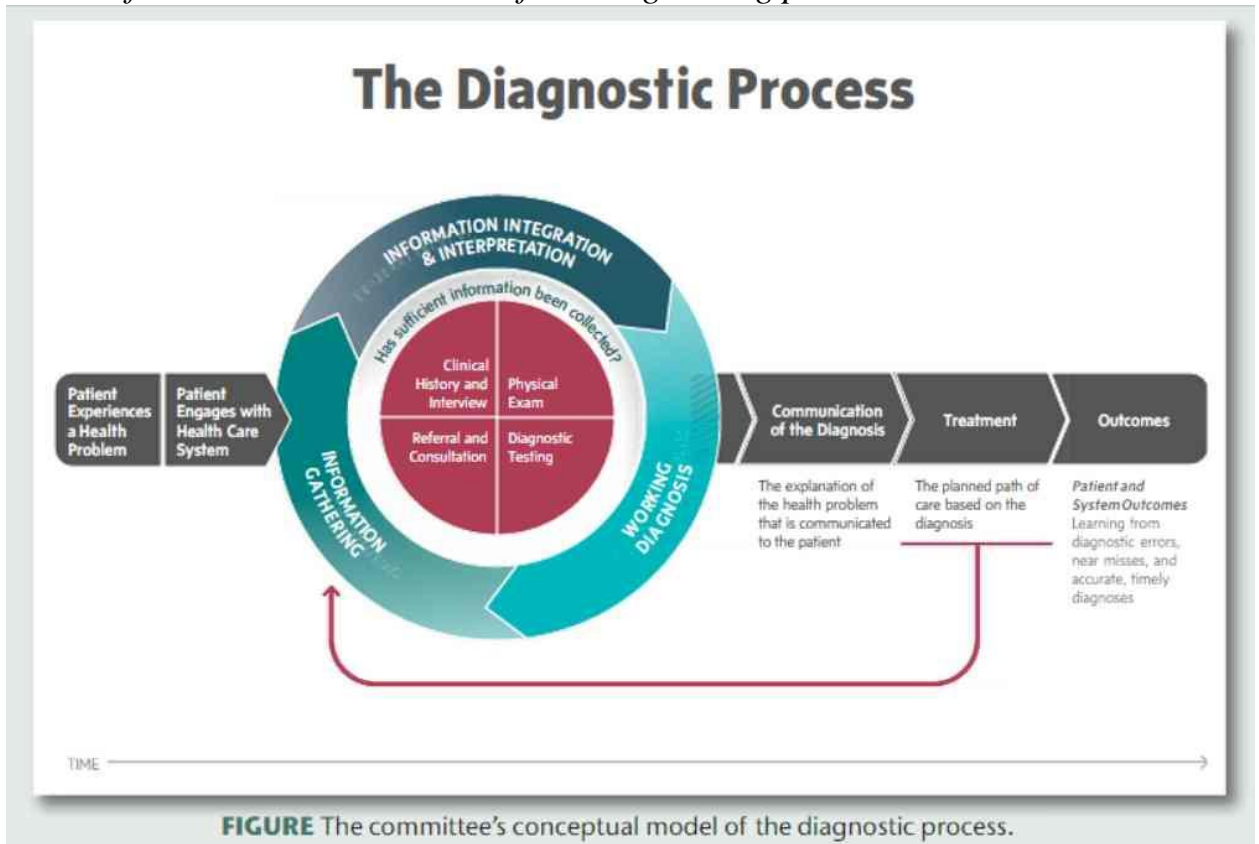 The Diagnostic Process
INFORMATION INTEGRATION
& INTERPRETATION
Has sufficient information been collected?
Clinical
History and
Interview
Physical
Exam
Referral and
Consultation
Diagnostic
Testing
INFORMATION
GATHERING
WORKING
DIAGNOSIS
Patient
Experiences
a Health
Problem
Patient
Engages with
Health Care
System
Communication
of the Diagnosis
Treatment
Outcomes
The explanation of
the health problem
that is communicated
to the patient
The planned path of
care based on the
diagnosis
Patient and
System Outcomes
Learning from
diagnostic errors,
near misses, and
accurate, timely
diagnoses
TIME
FIGURE The committee's conceptual model of the diagnostic process.